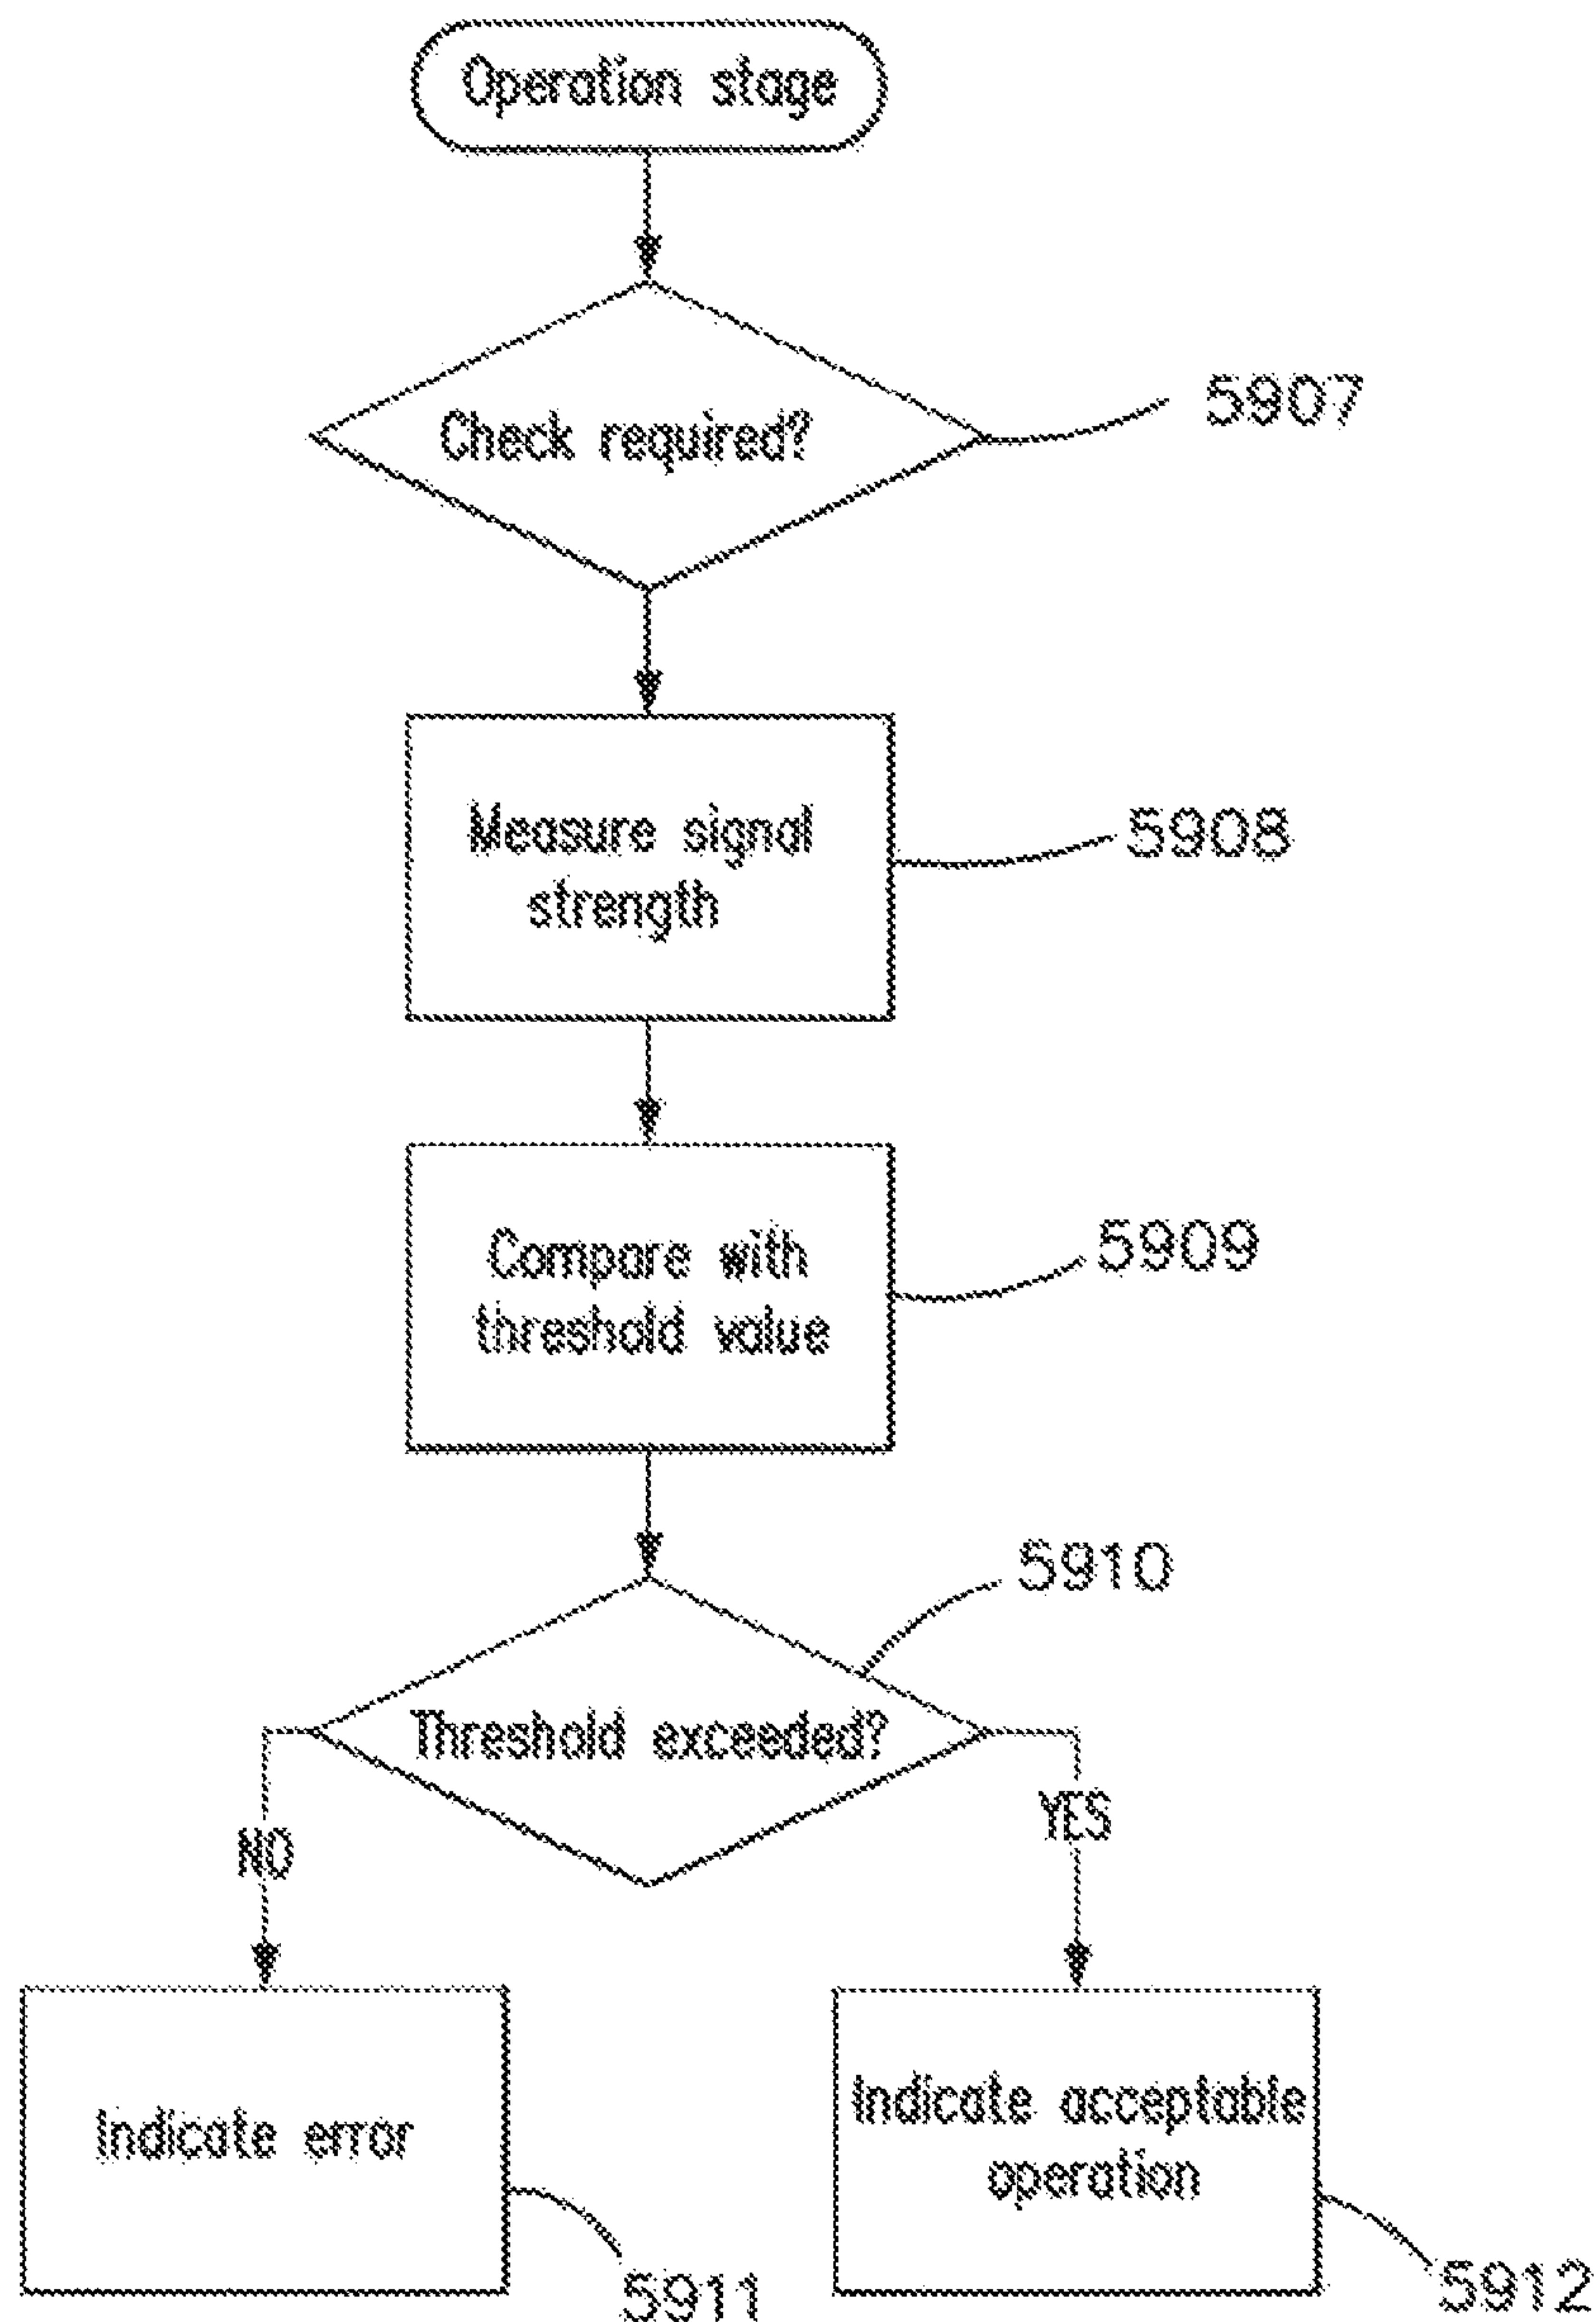 Operation stage
Check required?
5907
Measure signal
strength
5908
Compare with
threshold value
5909
5910
Threshold exceeded?
NO
YES
Indicate error
Indicate acceptable
operation
5911
5912